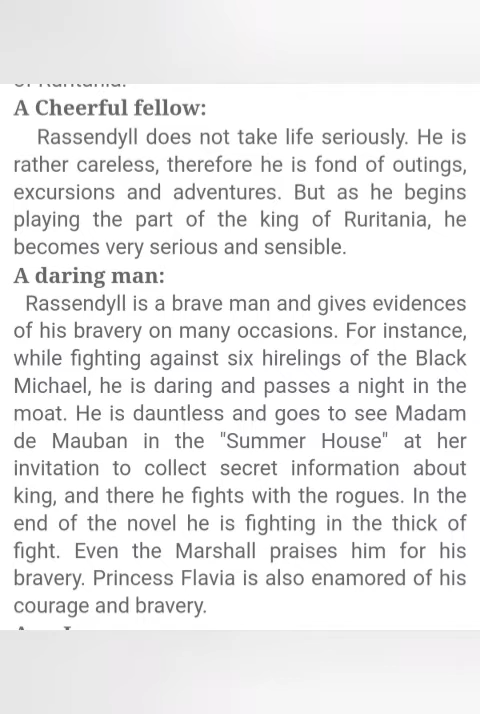 of Ruritania.
A Cheerful fellow:
Rassendyll does not take life seriously. He is
rather careless, therefore he is fond of outings,
excursions and adventures. But as he begins
playing the part of the king of Ruritania, he
becomes very serious and sensible.
A daring man:
Rassendyll is a brave man and gives evidences
of his bravery on many occasions. For instance,
while fighting against six hirelings of the Black
Michael, he is daring and passes a night in the
moat. He is dauntless and goes to see Madam
de Mauban in the "Summer House" at her
invitation to collect secret information about
king, and there he fights with the rogues. In the
end of the novel he is fighting in the thick of
fight. Even the Marshall praises him for his
bravery. Princess Flavia is also enamored of his
courage and bravery.